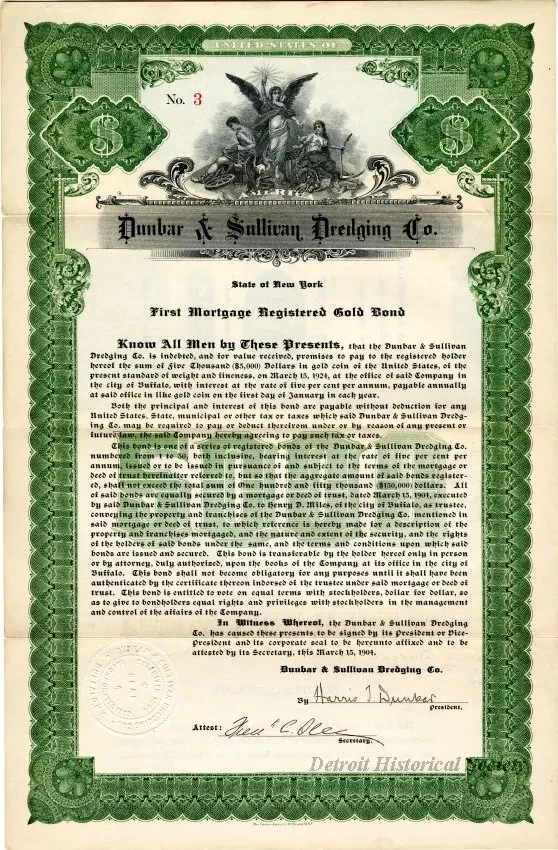 UNITED STATES OF
No. 3
AMERICA
Dunbar & Sullivan Dredging Co.
State of New York
First Mortgage Registered Gold Bond
Know All Men by These Presents, that the Dunbar & Sullivan
Dredging Co. is indebted, and for value received, promises to pay to the registered holder
hereof the sum of Five Thousand ($5,000) Dollars in gold coin of the United States, of the
present standard of weight and fineness, on March 15, 1924, at the office of said Company in
the city of Buffalo, with interest at the rate of five per cent per annum, payable annually
at said office in like gold coin on the first day of January in each year.
Both the principal and interest of this bond are payable without deduction for any
United States, State, municipal or other tax or taxes which said Dunbar & Sullivan Dredg-
ing Co. may be required to pay or deduct therefrom under or by reason of any present or
future law, the said Company hereby agreeing to pay such tax or taxes.
This bond is one of a series of registered bonds of the Dunbar & Sullivan Dredging Co.
numbered from 1 to 30, both inclusive, bearing interest at the rate of five per cent per
annum, issued or to be issued in pursuance of and subject to the terms of the mortgage or
deed of trust hereinafter referred to, but so that the aggregate amount of said bonds register-
ed, shall not exceed the total sum of One hundred and fifty thousand ($150,000) dollars. All
of said bonds are equally secured by a mortgage or deed of trust, dated March 15, 1904, executed
by said Dunbar & Sullivan Dredging Co. to Henry D. Miles, of the city of Buffalo, as trustee,
conveying the property and franchises of the Dunbar & Sullivan Dredging Co. mentioned in
said mortgage or deed of trust, to which reference is hereby made for a description of the
property and franchises mortgaged, and the nature and extent of the security, and the rights
of the holders of said bonds under the same, and the terms and conditions upon which said
bonds are issued and secured. This bond is transferable by the holder hereof only in person
or by attorney, duly authorised, upon the books of the Company at its office in the city of
Buffalo. This bond shall not become obligatory for any purposes until it shall have been
authenticated by the certificate thereon indorsed of the trustee under said mortgage or deed of
trust. This bond is entitled to vote on equal terms with stockholders, dollar for dollar, so
as to give to bondholders equal rights and privileges with stockholders in the management
and control of the affairs of the Company.
In Witness Whereof, the Dunbar & Sullivan Dredging
Co. has caused these presents to be signed by its President or Vice-
President and its corporate seal to be hereunto affixed and to be
attested by its Secretary, this March 15, 1904.
Dunbar & Sullivan Dredging Co.
By Harris T. Dunbar
President.
Attest:
Secretary.
Detroit Historical Society